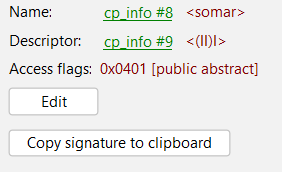 Name: cp_info #8 <somar>
Descriptor: cp_info #9 <(II)I>
Access flags: 0x0401 [public abstract]
Edit
Copy signature to clipboard